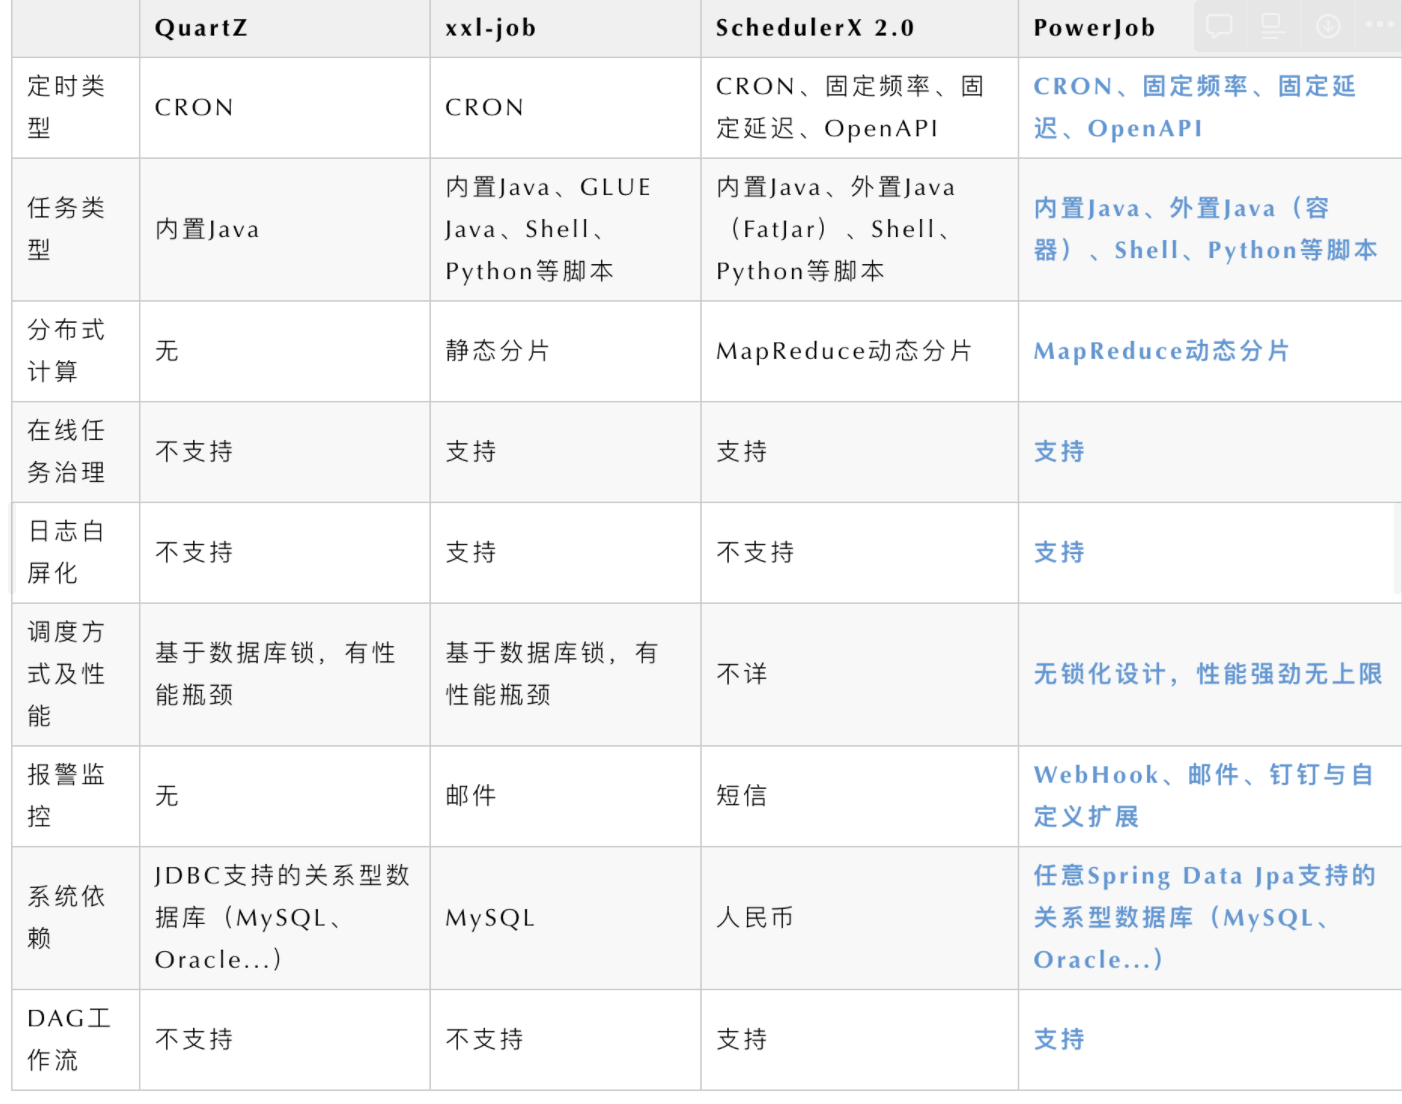 QuartZ
xxl-job
SchedulerX 2.0
PowerJob
定时类
型
CRON
CRON
CRON、固定频率、固
定延迟、OpenAPI
CRON、固定频率、固定延
迟、OpenAPI
任务类
型
内置Java
内置Java、GLUE
Java、Shell、
Python等脚本
内置Java、外置Java
（FatJar）、Shell、
Python等脚本
内置Java、外置Java（容
器）、Shell、Python等脚本
分布式
计算
无
静态分片
MapReduce动态分片
MapReduce动态分片
在线任
务治理
不支持
支持
支持
支持
日志白
屏化
不支持
支持
不支持
支持
调度方
式及性
能
基于数据库锁，有性
能瓶颈
基于数据库锁，有
性能瓶颈
不详
无锁化设计，性能强劲无上限
报警监
控
无
邮件
短信
WebHook、邮件、钉钉与自
定义扩展
系统依
赖
JDBC支持的关系型数
据库（MySQL、
Oracle...）
MySQL
人民币
任意Spring Data Jpa支持的
关系型数据库（MySQL、
Oracle...）
DAG工
作流
不支持
不支持
支持
支持